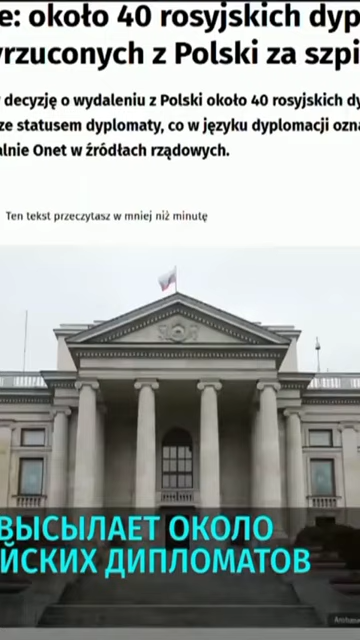 e: około 40 rosyjskich dyp
yrzuconych z Polski za szpi
decyzję o wydaleniu z Polski około 40 rosyjskich dy
ze statusem dyplomaty, co w języku dyplomacji ozna
alnie Onet w źródłach rządowych.
Ten tekst przeczytasz w mniej niż minutę
ВЫСЫЛАЕТ ОКОЛО
ЙСКИХ ДИПЛОМАТОВ